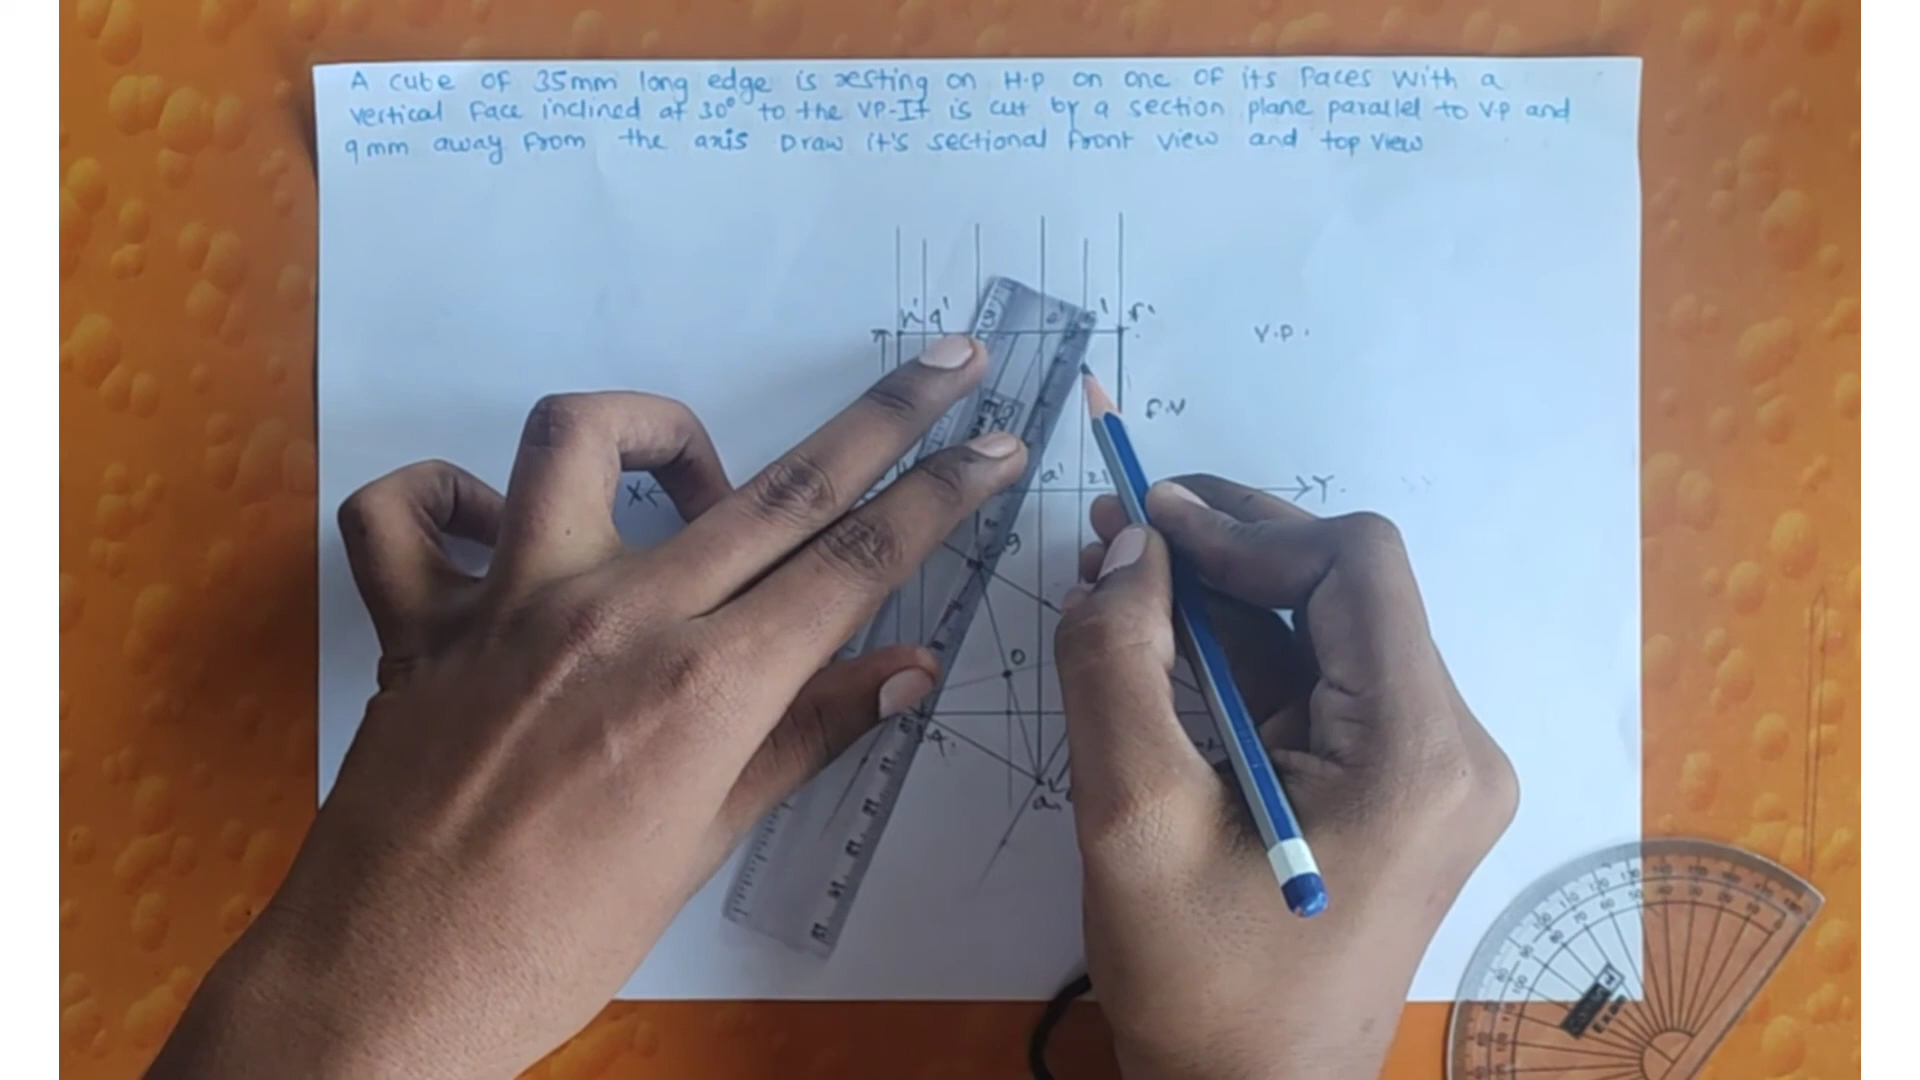 A cube of 35mm long edge is resting on H.P on one of its faces with a
vertical face inclined at 30° to the VP-It is cut by a section plane parallel to V.P and
9mm away from the axis Draw it's sectional front view and top view
h' q' r'
V.P.
F.V
X a' 21 Y.
O
a,